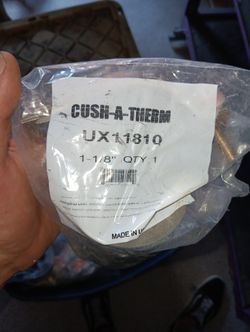 CUSH-A-THERM
UX11810
1-1/8" QTY 1
MADE IN